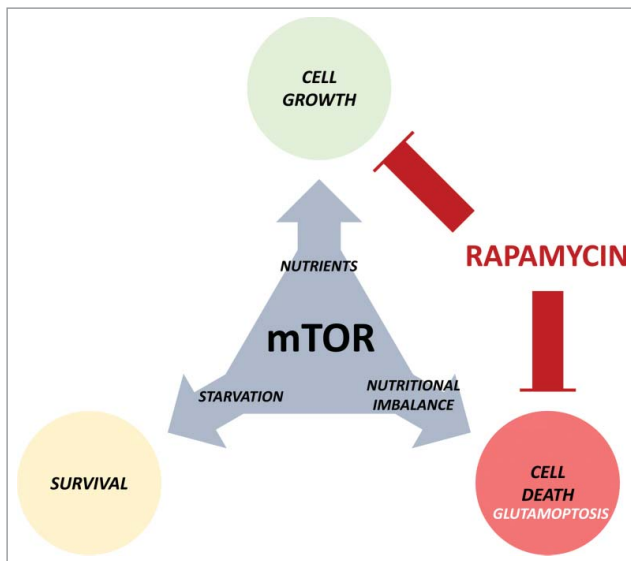 CELL
GROWTH
RAPAMYCIN
NUTRIENTS
mTOR
STARVATION
NUTRITIONAL
IMBALANCE
SURVIVAL
CELL
DEATH
GLUTAMOPTOSIS